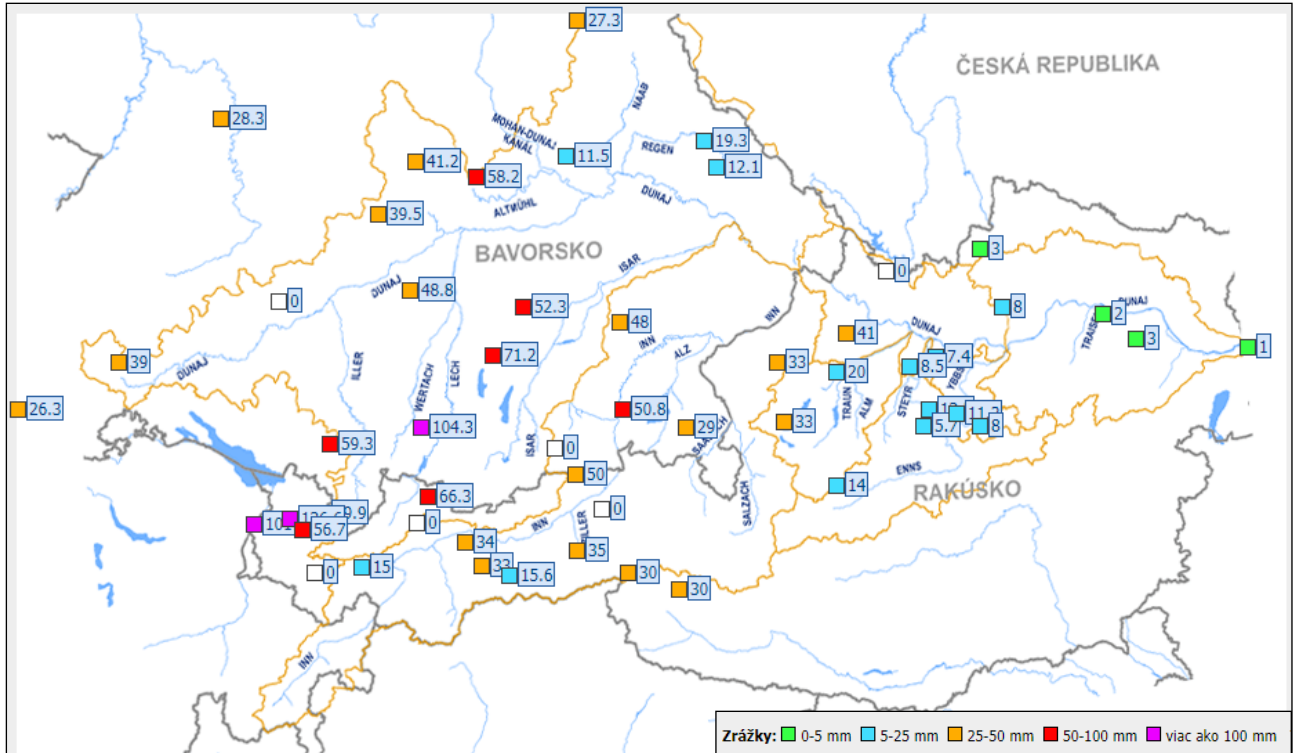 27.3
ČESKÁ REPUBLIKA
NAAB
28.3
MOHAN-DUNAJ
KANÁL
19.3
REGEN
11.5
41.2
12.1
58.2
DUNAJ
ALTMÜHL
39.5
BAVORSKO
3
ISAR
0
DUNAJ
48.8
0
52.3
8
DUNAJ
2
INN
48
DUNAJ
41
TRAISEN
3
INN
ALZ
1
71.2
7.4
39
DUNAJ
ILLER
LECH
33
8.5
20
YBBS
WERTACH
STEYR
TRAUN
ALM
26.3
50.8
11.2
33
5.7
8
104.3
29
59.3
ISAR
0
50
ENNS
14
RAKÚSKO
SALZACH
66.3
0
56.7
0
INN
34
35
15
33
15.6
0
30
30
INN
Zrážky: 0-5 mm 5-25 mm 25-50 mm 50-100 mm viac ako 100 mm